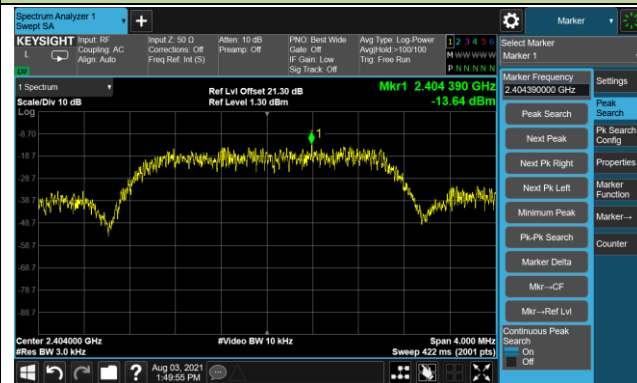 Spectrum Analyzer 1
Swept SA
Marker
KEYSIGHT
L
Input: RF
Coupling: AC
Align: Auto
Input Z: 50 Ω
Corrections: Off
Freq Ref: Int (S)
Atten: 10 dB
Preamp: Off
PNO: Best Wide
Gate: Off
IF Gain: Low
Sig Track: Off
Avg Type: Log-Power
Avg|Hold:>100/100
Trig: Free Run
1 2 3 4 5 6
M W W W W W
P N N N N N
Select Marker
Marker 1
1 Spectrum
Scale/Div 10 dB
Log
Ref Lvl Offset 21.30 dB
Ref Level 1.30 dBm
Mkr1 2.404 390 GHz
-13.64 dBm
1
-8.70
-18.7
-28.7
-38.7
-48.7
-58.7
-68.7
-78.7
-88.7
Center 2.404000 GHz
#Res BW 3.0 kHz
#Video BW 10 kHz
Span 4.000 MHz
Sweep 422 ms (2001 pts)
Marker Frequency
2.404390000 GHz
Peak Search
Next Peak
Next Pk Right
Next Pk Left
Minimum Peak
Pk-Pk Search
Marker Delta
Mkr→CF
Mkr→Ref Lvl
Continuous Peak
Search
On
Off
Settings
Peak
Search
Pk Search
Config
Properties
Marker
Function
Marker→
Counter
Aug 03, 2021
1:49:55 PM